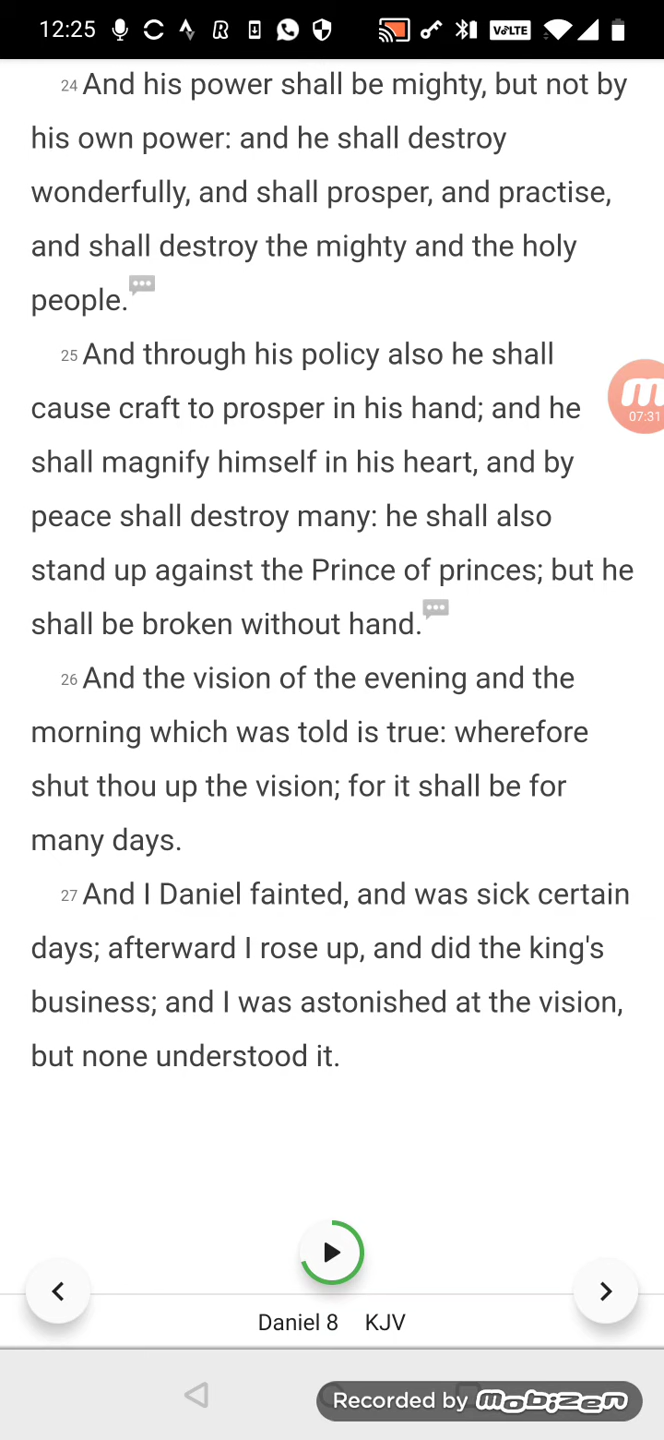 12:25 VoLTE
24 And his power shall be mighty, but not by
his own power: and he shall destroy
wonderfully, and shall prosper, and practise,
and shall destroy the mighty and the holy
people.
25 And through his policy also he shall
cause craft to prosper in his hand; and he
07:31
shall magnify himself in his heart, and by
peace shall destroy many: he shall also
stand up against the Prince of princes; but he
shall be broken without hand.
26 And the vision of the evening and the
morning which was told is true: wherefore
shut thou up the vision; for it shall be for
many days.
27 And I Daniel fainted, and was sick certain
days; afterward I rose up, and did the king's
business; and I was astonished at the vision,
but none understood it.
Daniel 8 KJV
Recorded by mobizen